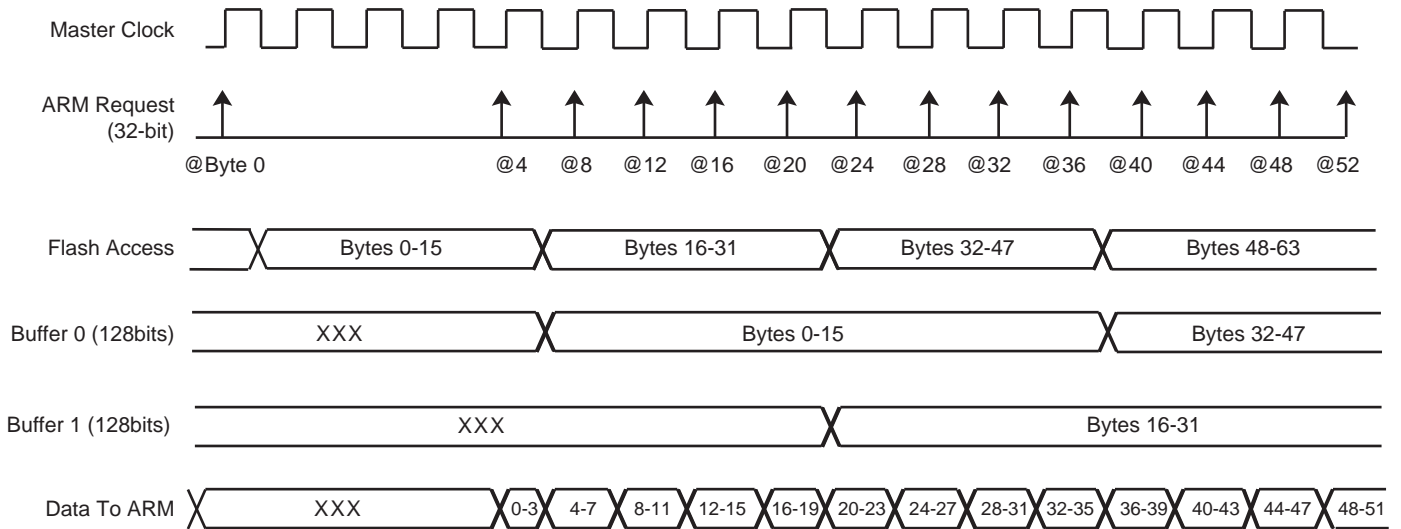 Master Clock
ARM Request
(32-bit)
@Byte 0 @4 @8 @12 @16 @20 @24 @28 @32 @36 @40 @44 @48 @52
Flash Access Bytes 0-15 Bytes 16-31 Bytes 32-47 Bytes 48-63
Buffer 0 (128bits) XXX Bytes 0-15 Bytes 32-47
Buffer 1 (128bits) XXX Bytes 16-31
Data To ARM XXX 0-3 4-7 8-11 12-15 16-19 20-23 24-27 28-31 32-35 36-39 40-43 44-47 48-51